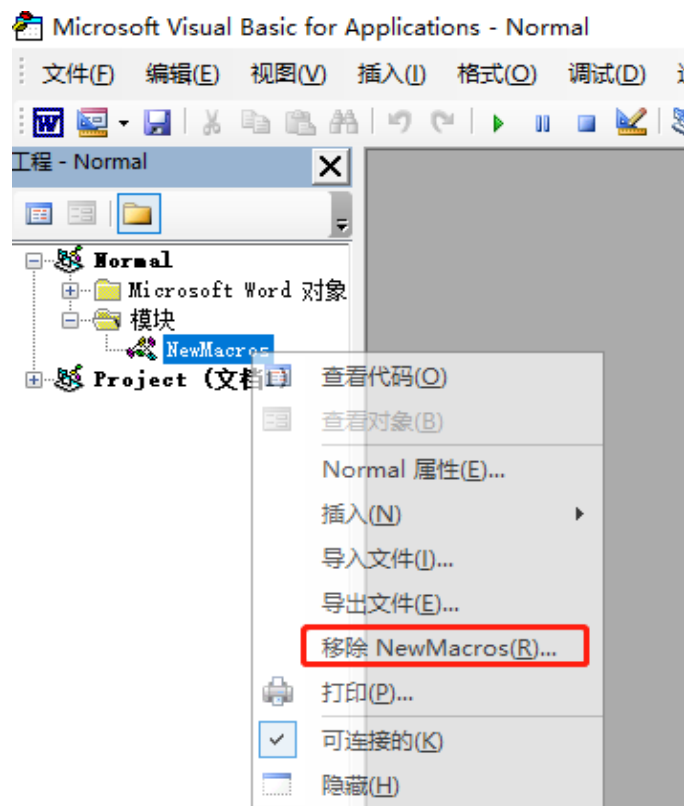 Microsoft Visual Basic for Applications - Normal
文件(F) 编辑(E) 视图(V) 插入(I) 格式(O) 调试(D)
工程 - Normal
Normal
Microsoft Word 对象
模块
NewMacros
Project (文档1)
查看代码(O)
查看对象(B)
Normal 属性(E)...
插入(N)
导入文件(I)...
导出文件(E)...
移除 NewMacros(R)...
打印(P)...
可连接的(K)
隐藏(H)